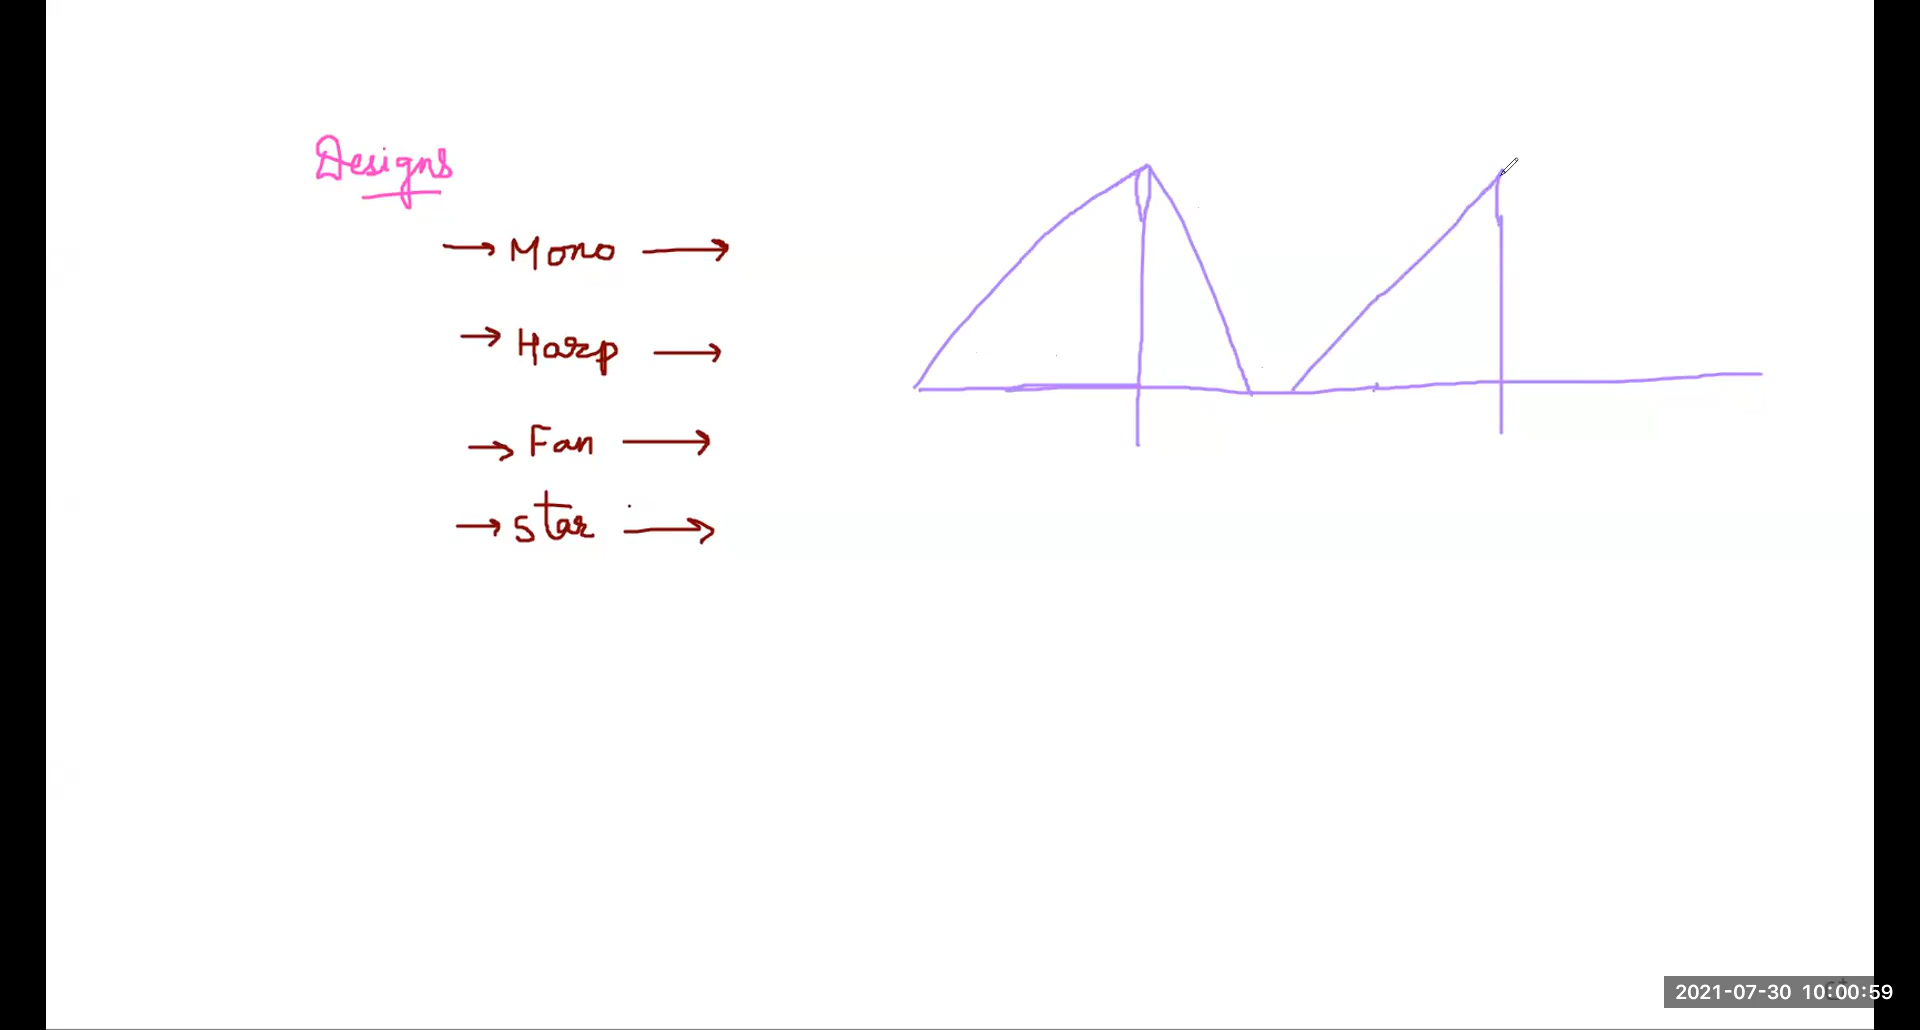 Designs
→ Mono →
→ Harp →
→ Fan →
→ Star →
2021-07-30 10:00:59